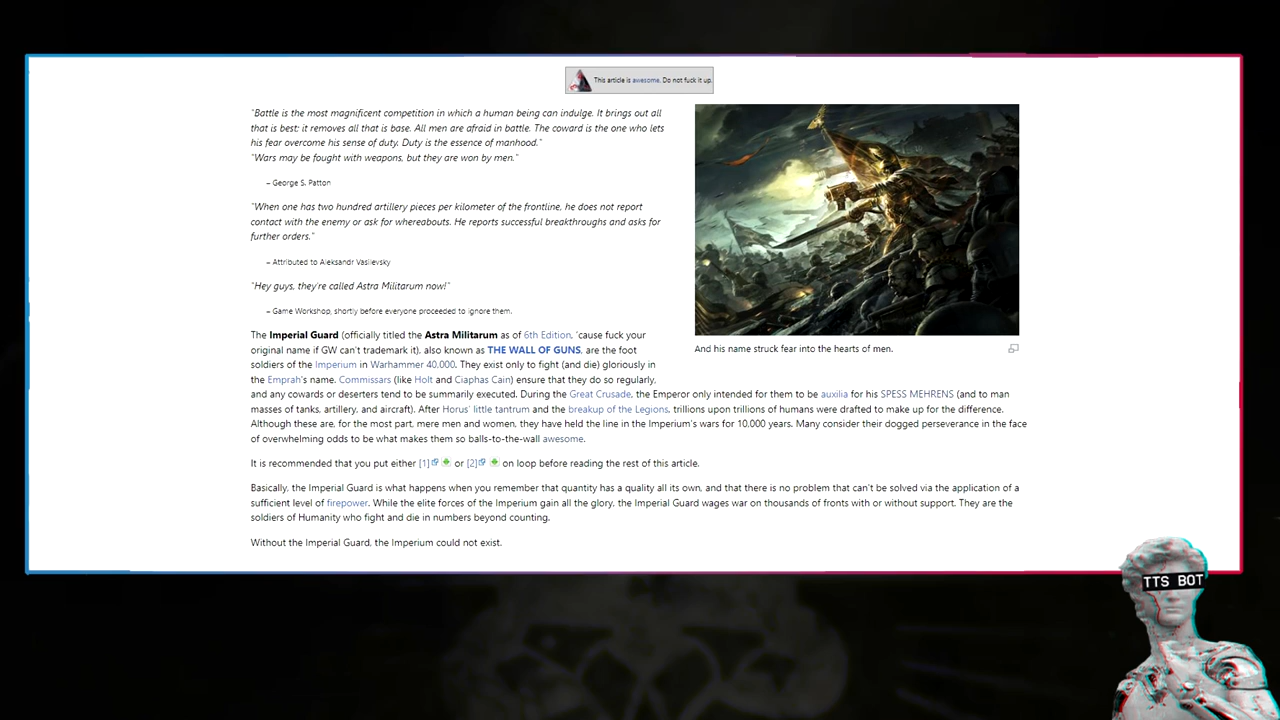 This article is awesome. Do not fuck it up.
"Battle is the most magnificent competition in which a human being can indulge. It brings out all
that is best; it removes all that is base. All men are afraid in battle. The coward is the one who lets
his fear overcome his sense of duty. Duty is the essence of manhood."
"Wars may be fought with weapons, but they are won by men."
– George S. Patton
"When one has two hundred artillery pieces per kilometer of the frontline, he does not report
contact with the enemy or ask for whereabouts. He reports successful breakthroughs and asks for
further orders."
– Attributed to Aleksandr Vasilevsky
"Hey guys, they're called Astra Militarum now!"
– Game Workshop, shortly before everyone proceeded to ignore them.
And his name struck fear into the hearts of men.
The Imperial Guard (officially titled the Astra Militarum as of 6th Edition, 'cause fuck your
original name if GW can't trademark it), also known as THE WALL OF GUNS, are the foot
soldiers of the Imperium in Warhammer 40,000. They exist only to fight (and die) gloriously in
the Emprah's name. Commissars (like Holt and Ciaphas Cain) ensure that they do so regularly,
and any cowards or deserters tend to be summarily executed. During the Great Crusade, the Emperor only intended for them to be auxilia for his SPESS MEHRENS (and to man
masses of tanks, artillery, and aircraft). After Horus' little tantrum and the breakup of the Legions, trillions upon trillions of humans were drafted to make up for the difference.
Although these are, for the most part, mere men and women, they have held the line in the Imperium's wars for 10,000 years. Many consider their dogged perseverance in the face
of overwhelming odds to be what makes them so balls-to-the-wall awesome.
It is recommended that you put either [1] or [2] on loop before reading the rest of this article.
Basically, the Imperial Guard is what happens when you remember that quantity has a quality all its own, and that there is no problem that can't be solved via the application of a
sufficient level of firepower. While the elite forces of the Imperium gain all the glory, the Imperial Guard wages war on thousands of fronts with or without support. They are the
soldiers of Humanity who fight and die in numbers beyond counting.
Without the Imperial Guard, the Imperium could not exist.
TTS BOT